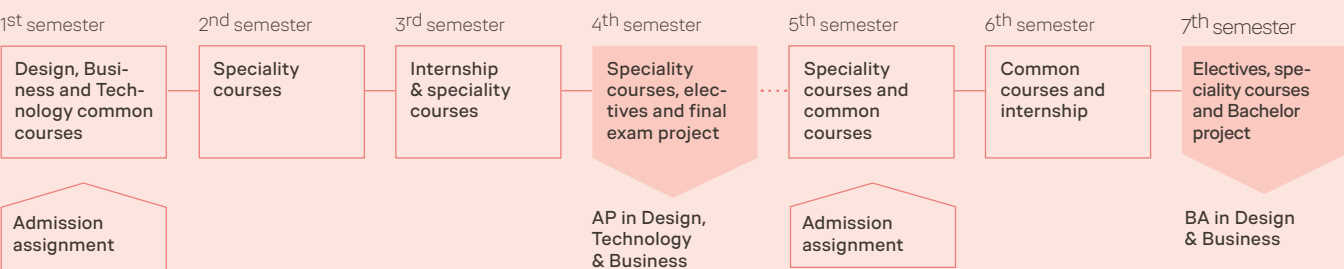 1st semester
2nd semester
3rd semester
4th semester
5th semester
6th semester
7th semester
Design, Busi-
ness and Tech-
nology common
courses
Speciality
courses
Internship
& speciality
courses
Speciality
courses, elec-
tives and final
exam project
Speciality
courses and
common
courses
Common
courses and
internship
Electives, spe-
ciality courses
and Bachelor
project
Admission
assignment
AP in Design,
Technology
& Business
Admission
assignment
BA in Design
& Business